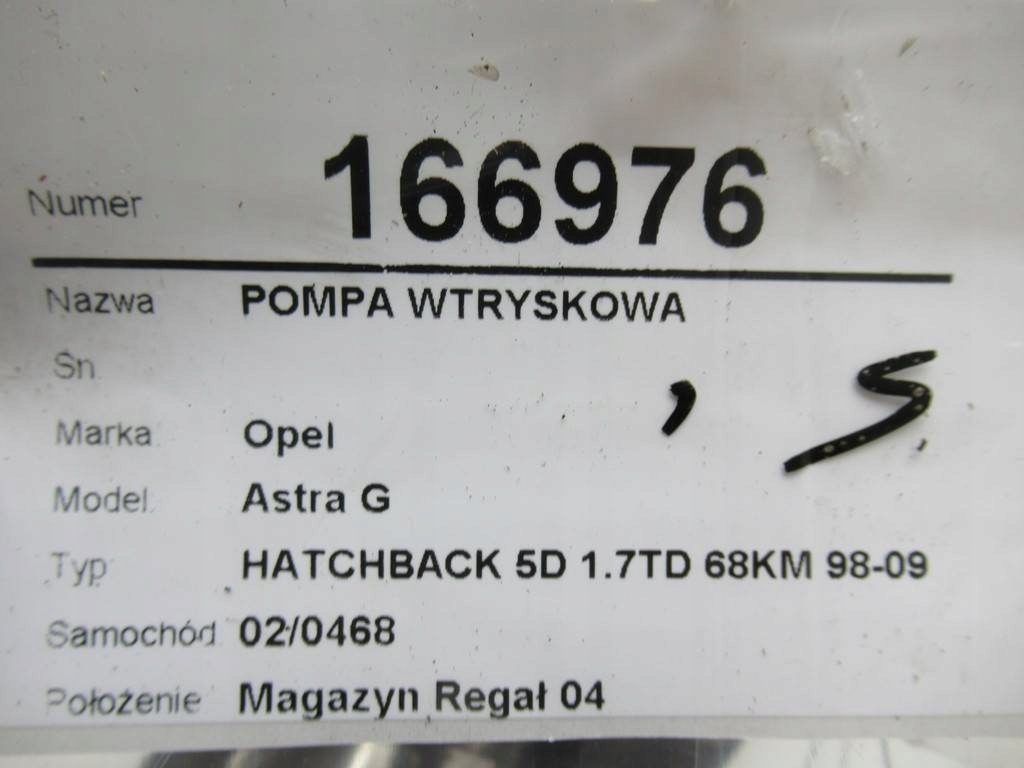 Numer 166976
Nazwa POMPA WTRYSKOWA
Sn
, 5
Marka Opel
Model Astra G
Typ HATCHBACK 5D 1.7TD 68KM 98-09
Samochód 02/0468
Położenie Magazyn Regał 04